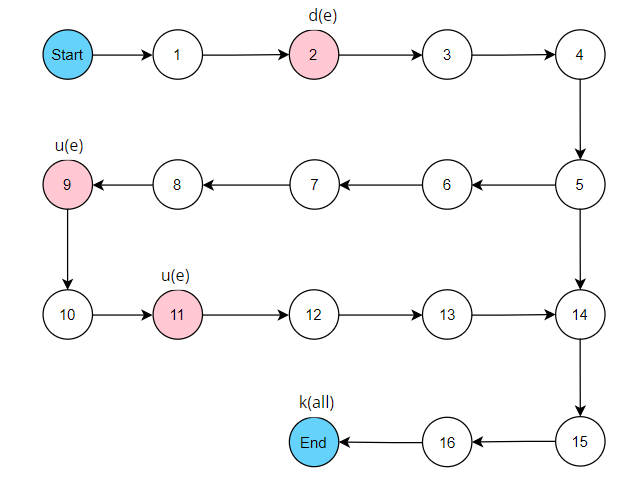 d(e)
Start 1 2 3 4
u(e)
9 8 7 6 5
u(e)
10 11 12 13 14
k(all)
End 16 15